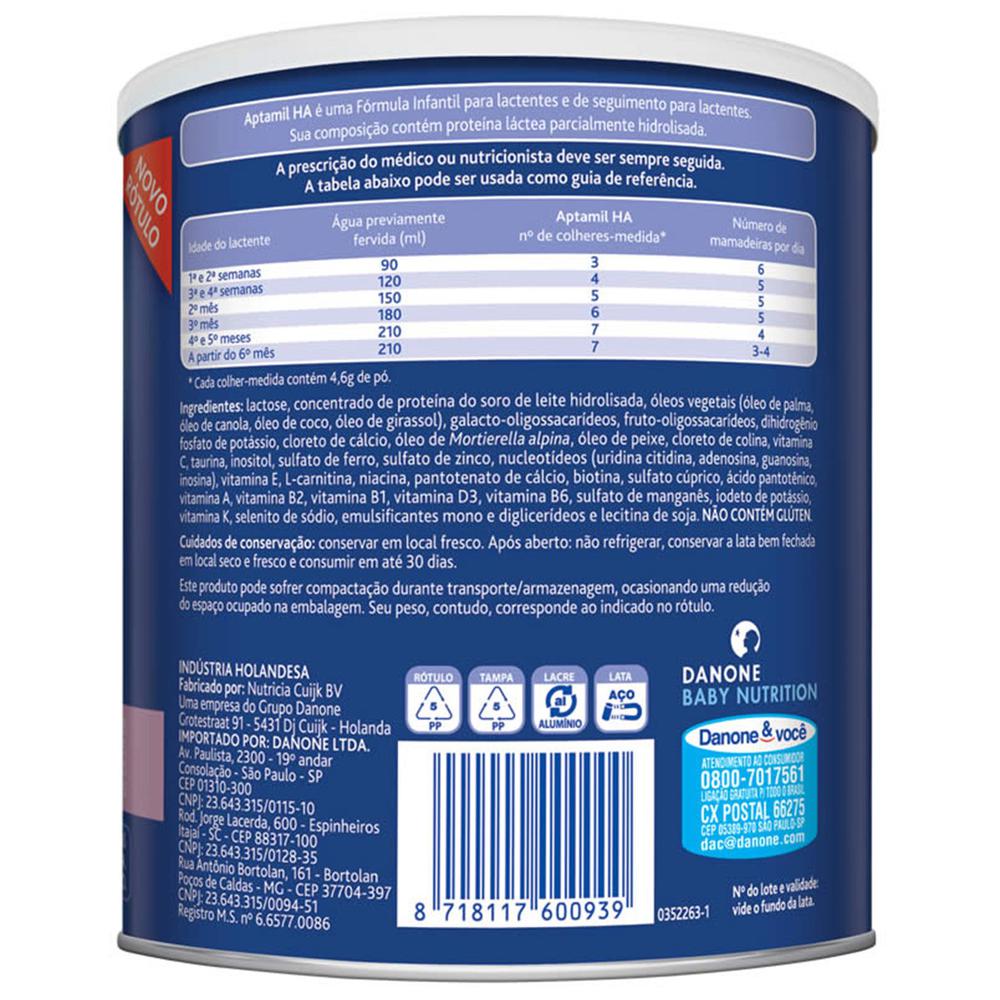 Aptamil HA é uma Fórmula Infantil para lactentes e de seguimento para lactentes.
Sua composição contém proteína láctea parcialmente hidrolisada.
NOVO
RÓTULO
A prescrição do médico ou nutricionista deve ser sempre seguida.
A tabela abaixo pode ser usada como guia de referência.
Idade do lactente Água previamente fervida (ml) Aptamil HA nº de colheres-medida* Número de mamadeiras por dia
1ª e 2ª semanas 90 3 6
3ª e 4ª semanas 120 4 5
2º mês 150 5 5
3º mês 180 6 5
4º e 5º meses 210 7 4
A partir do 6º mês 210 7 3-4
* Cada colher-medida contém 4,6g de pó.
Ingredientes: lactose, concentrado de proteína do soro de leite hidrolisada, óleos vegetais (óleo de palma,
óleo de canola, óleo de coco, óleo de girassol), galacto-oligossacarídeos, fruto-oligossacarídeos, dihidrogênio
fosfato de potássio, cloreto de cálcio, óleo de Mortierella alpina, óleo de peixe, cloreto de colina, vitamina
C, taurina, inositol, sulfato de ferro, sulfato de zinco, nucleotídeos (uridina citidina, adenosina, guanosina,
inosina), vitamina E, L-carnitina, niacina, pantotenato de cálcio, biotina, sulfato cúprico, ácido pantotênico,
vitamina A, vitamina B2, vitamina B1, vitamina D3, vitamina B6, sulfato de manganês, iodeto de potássio,
vitamina K, selenito de sódio, emulsificantes mono e diglicerídeos e lecitina de soja. NÃO CONTÉM GLÚTEN.
Cuidados de conservação: conservar em local fresco. Após aberto: não refrigerar, conservar a lata bem fechada
em local seco e fresco e consumir em até 30 dias.
Este produto pode sofrer compactação durante transporte/armazenagem, ocasionando uma redução
do espaço ocupado na embalagem. Seu peso, contudo, corresponde ao indicado no rótulo.
INDÚSTRIA HOLANDESA
Fabricado por: Nutricia Cuijk BV
Uma empresa do Grupo Danone
Grotestraat 91 - 5431 Dj Cuijk - Holanda
IMPORTADO POR: DANONE LTDA.
Av. Paulista, 2300 - 19º andar
Consolação - São Paulo - SP
CEP 01310-300
CNPJ: 23.643.315/0115-10
Rod. Jorge Lacerda, 600 - Espinheiros
Itajaí - SC - CEP 88317-100
CNPJ: 23.643.315/0128-35
Rua Antônio Bortolan, 161 - Bortolan
Poços de Caldas - MG - CEP 37704-397
CNPJ: 23.643.315/0094-51
Registro M.S. nº 6.6577.0086
RÓTULO TAMPA LACRE LATA
5 5 al AÇO
PP PP ALUMÍNIO
8 718117 600939
0352263-1
DANONE
BABY NUTRITION
Danone & você
ATENDIMENTO AO CONSUMIDOR
0800-7017561
LIGAÇÃO GRATUITA P/ TODO O BRASIL
CX POSTAL 66275
CEP 05389-970 SÃO PAULO-SP
dac@danone.com
Nº do lote e validade:
vide o fundo da lata.